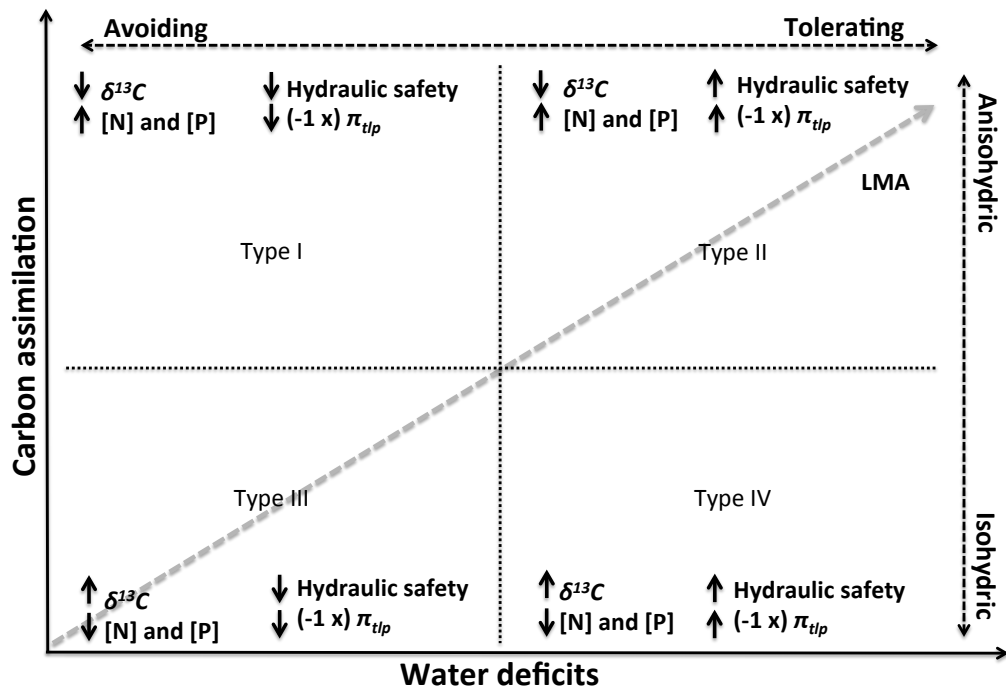 Avoiding
Tolerating
δ13C
[N] and [P]
Hydraulic safety
(-1 x) πtlp
δ13C
[N] and [P]
Hydraulic safety
(-1 x) πtlp
Anisohydric
LMA
Type I
Type II
Carbon assimilation
Type III
Type IV
Isohydric
δ13C
[N] and [P]
Hydraulic safety
(-1 x) πtlp
δ13C
[N] and [P]
Hydraulic safety
(-1 x) πtlp
Water deficits